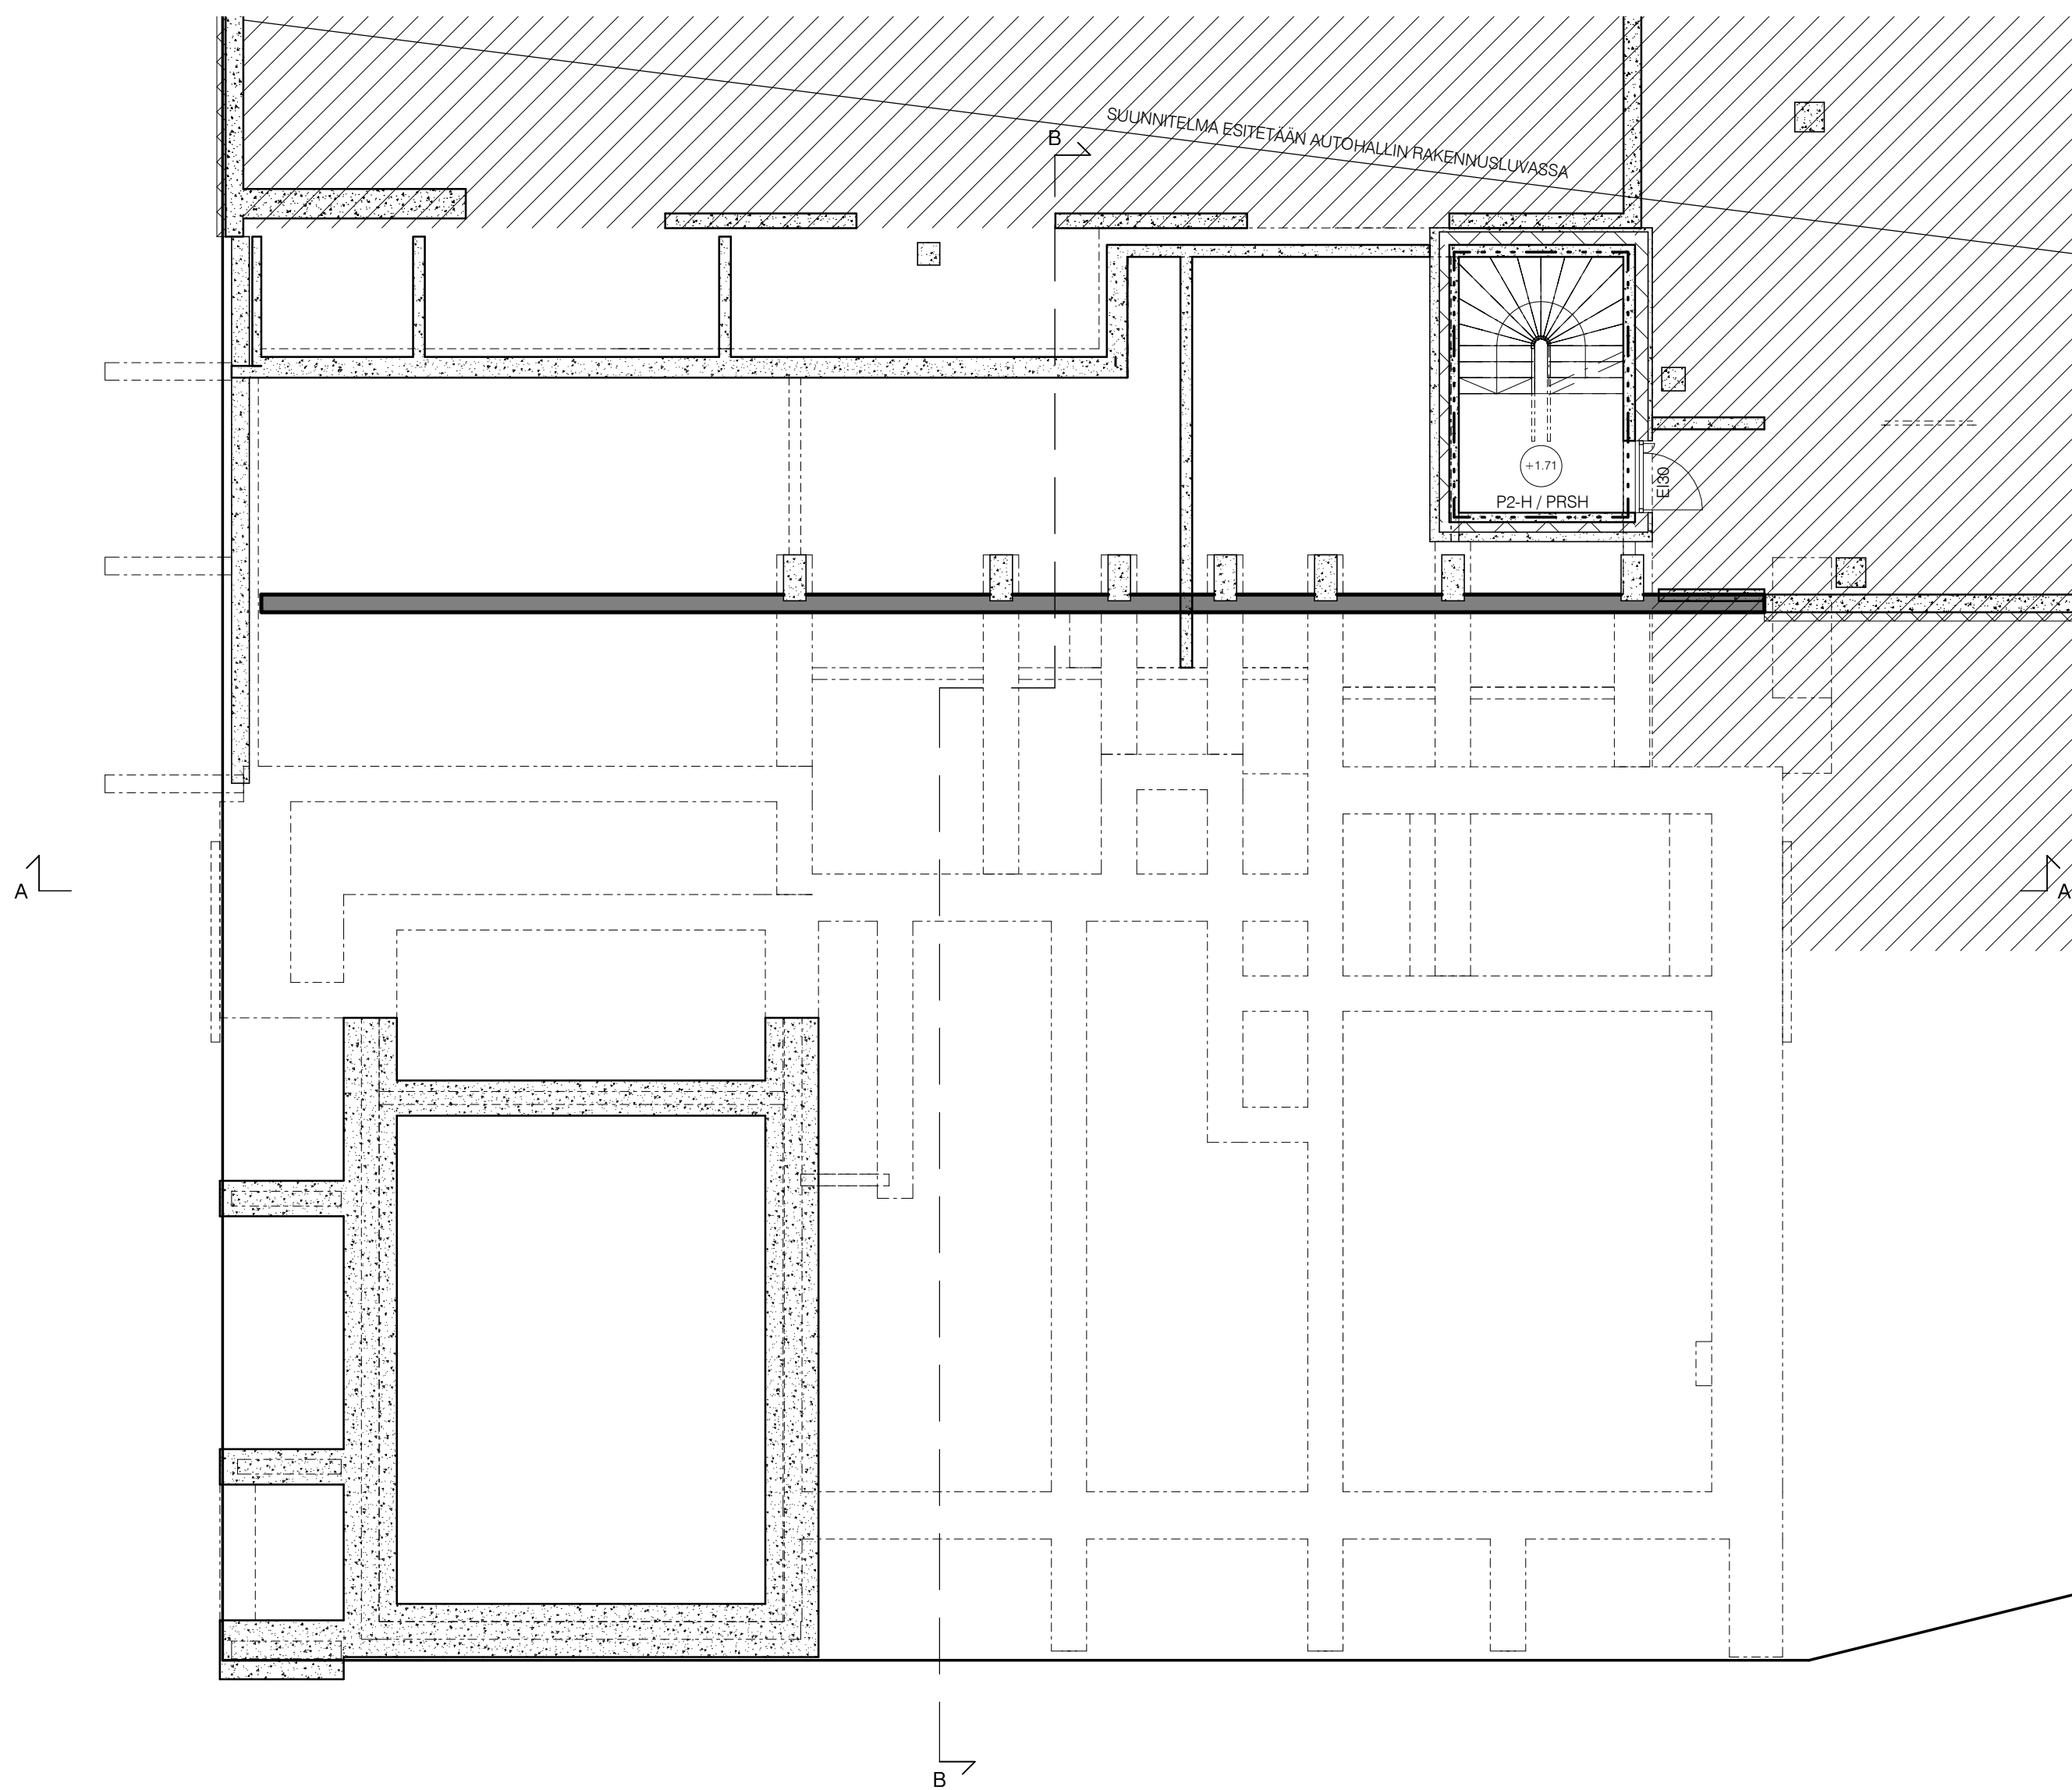 SUUNNITELMA ESITETÄÄN AUTOHALLIN RAKENNUSLUVASSA
B
+1.71
EI30
P2-H / PRSH
A
A
B